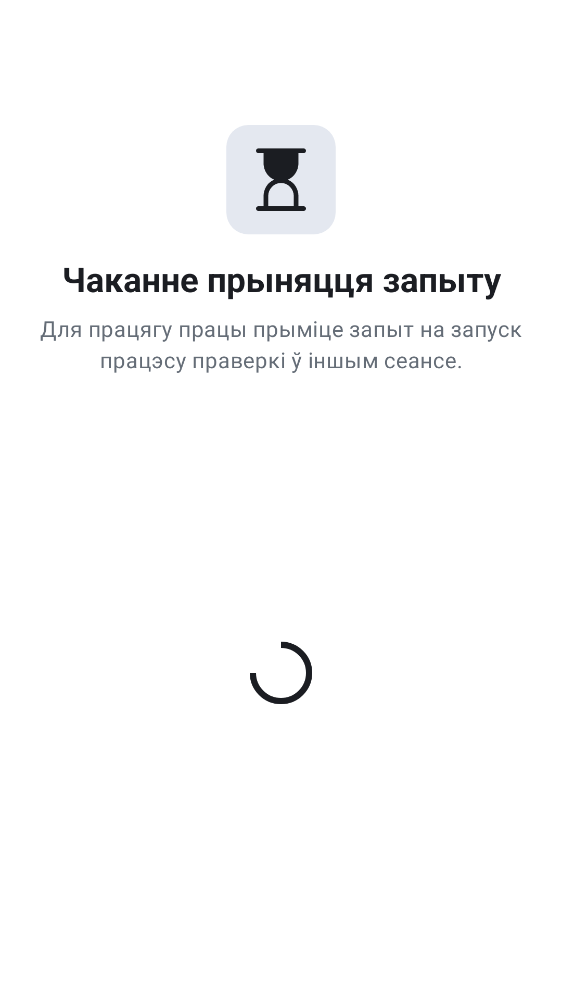 Чаканне прыняцця запыту
Для працягу працы прыміце запыт на запуск
працэсу праверкі ў іншым сеансе.